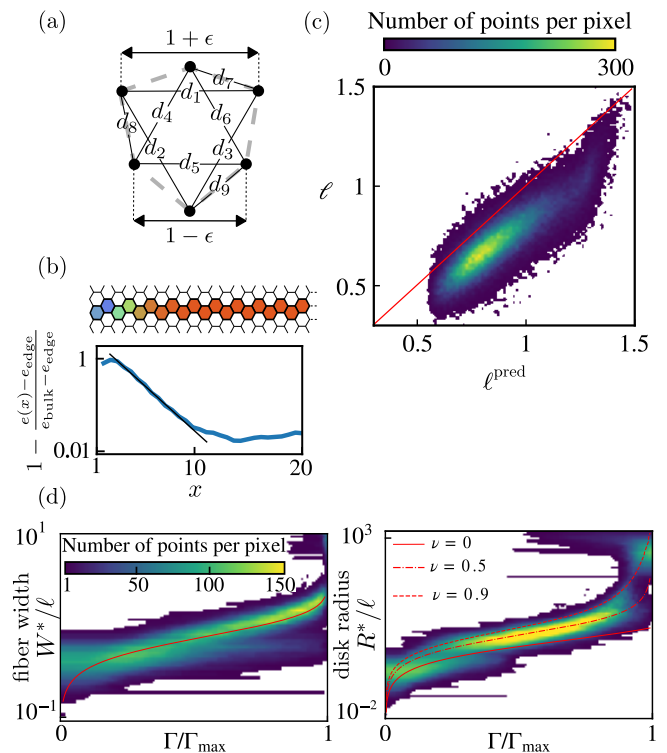 (a)
1 + ϵ
d7
d1
d4
d6
d8
d2
d3
d5
d9
1 − ϵ
(b)
1 − e(x)−e_edge / e_bulk−e_edge
1
0.01
1
10
20
x
(c)
Number of points per pixel
0
300
1.5
1
0.5
ℓ
0.5
1
1.5
ℓ^pred
(d)
10^1
Number of points per pixel
1
50
100
150
fiber width
W*/ℓ
10^−1
0
1
Γ/Γ_max
10^3
ν = 0
ν = 0.5
ν = 0.9
disk radius
R*/ℓ
10^−2
0
1
Γ/Γ_max